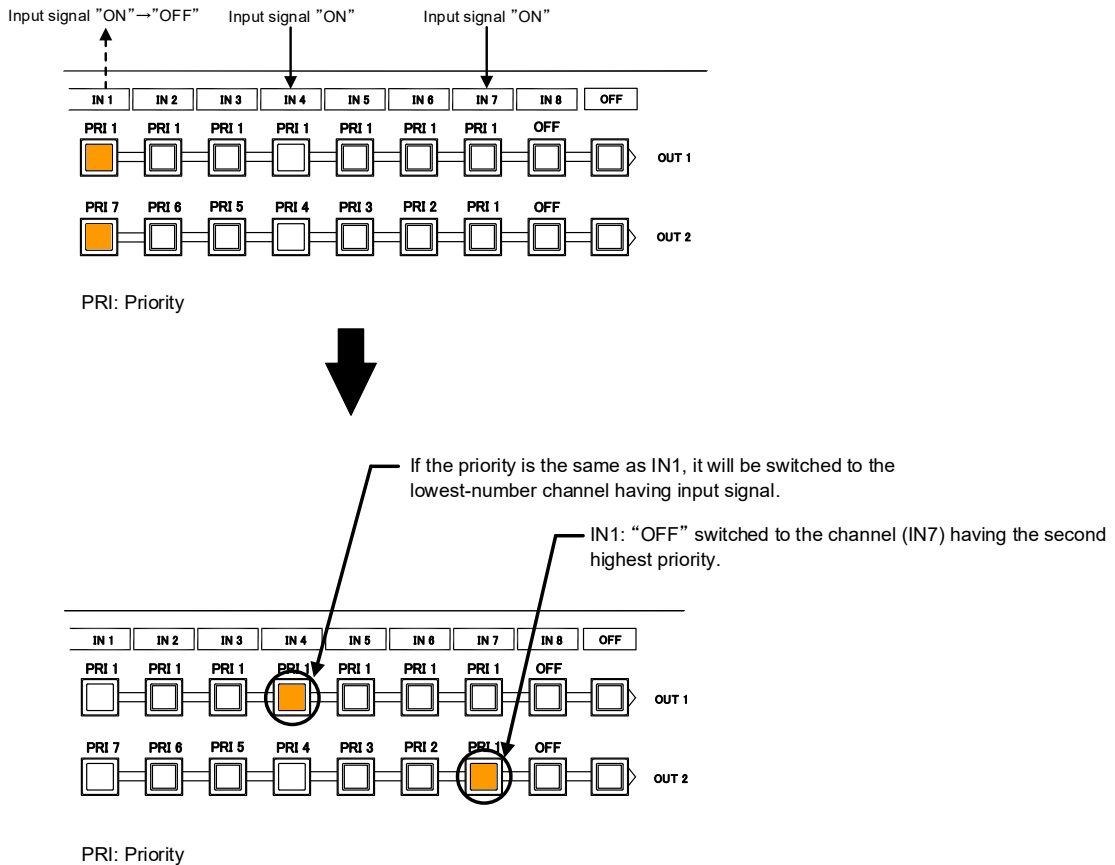 Input signal ”ON”→”OFF” Input signal ”ON” Input signal ”ON”
IN 1 IN 2 IN 3 IN 4 IN 5 IN 6 IN 7 IN 8 OFF
PRI 1 PRI 1 PRI 1 PRI 1 PRI 1 PRI 1 PRI 1 OFF
OUT 1
PRI 7 PRI 6 PRI 5 PRI 4 PRI 3 PRI 2 PRI 1 OFF
OUT 2
PRI: Priority
If the priority is the same as IN1, it will be switched to the
lowest-number channel having input signal.
IN1: “OFF” switched to the channel (IN7) having the second
highest priority.
IN 1 IN 2 IN 3 IN 4 IN 5 IN 6 IN 7 IN 8 OFF
PRI 1 PRI 1 PRI 1 PRI 1 PRI 1 PRI 1 PRI 1 OFF
OUT 1
PRI 7 PRI 6 PRI 5 PRI 4 PRI 3 PRI 2 PRI 1 OFF
OUT 2
PRI: Priority